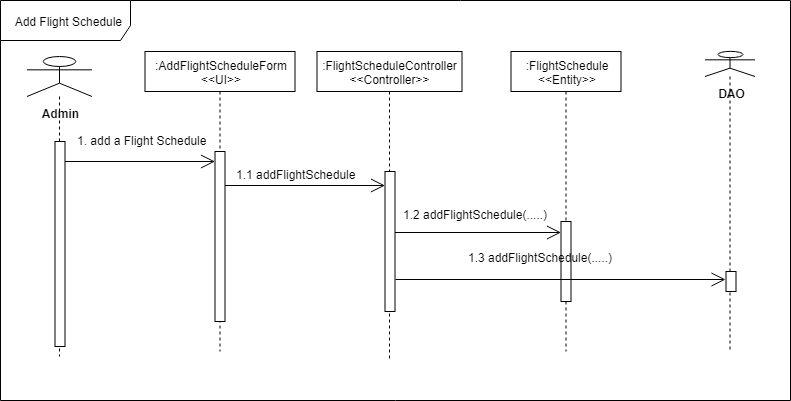 Add Flight Schedule
:AddFlightScheduleForm
<<UI>>
:FlightScheduleController
<<Controller>>
:FlightSchedule
<<Entity>>
DAO
Admin
1. add a Flight Schedule
1.1 addFlightSchedule
1.2 addFlightSchedule(.....)
1.3 addFlightSchedule(.....)